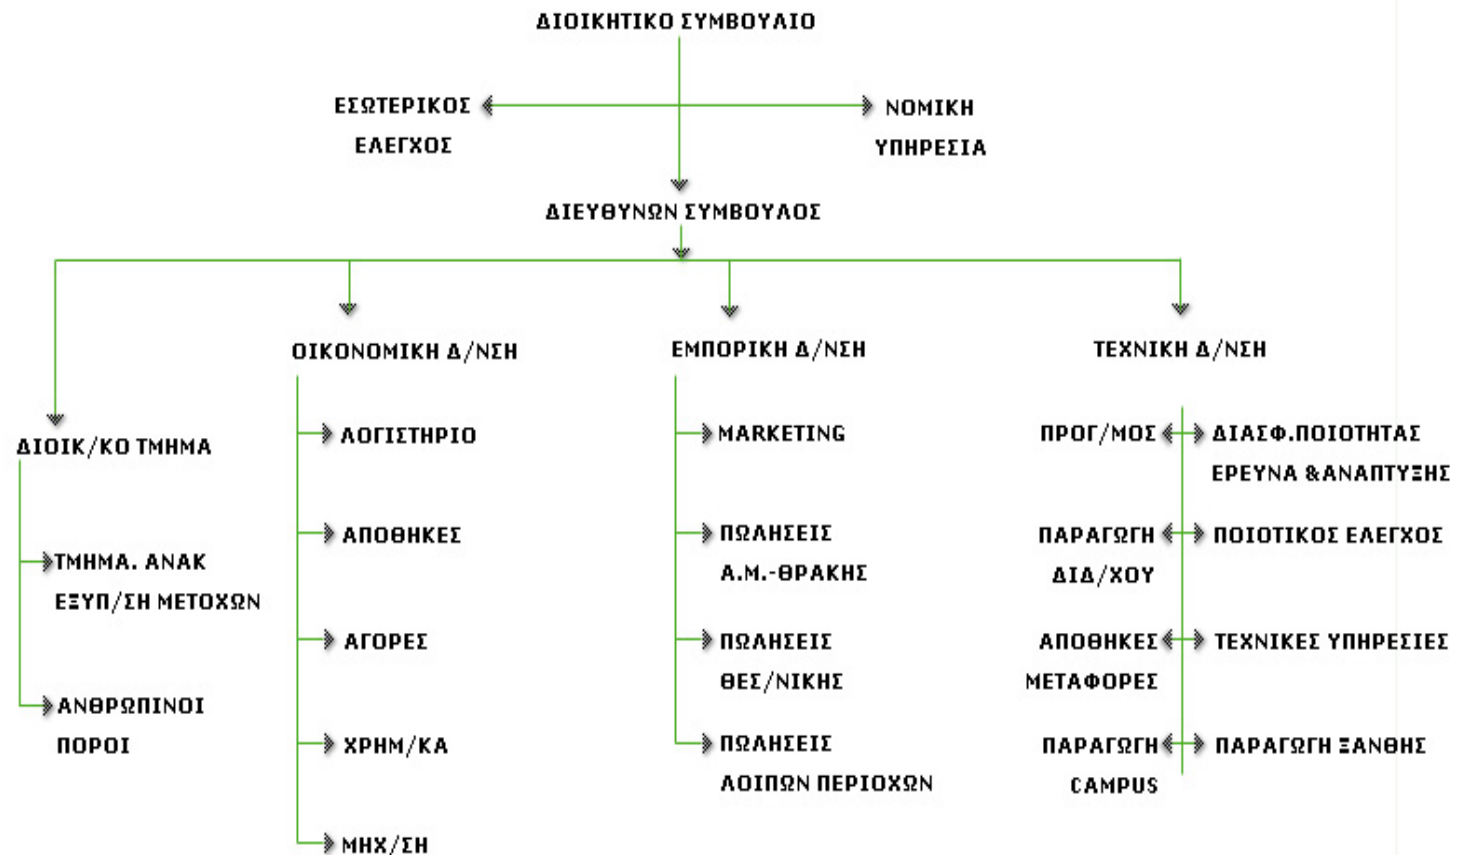 ΔΙΟΙΚΗΤΙΚΟ ΣΥΜΒΟΥΛΙΟ
ΕΣΩΤΕΡΙΚΟΣ
ΕΛΕΓΧΟΣ
ΝΟΜΙΚΗ
ΥΠΗΡΕΣΙΑ
ΔΙΕΥΘΥΝΩΝ ΣΥΜΒΟΥΛΟΣ
ΔΙΟΙΚ/ΚΟ ΤΜΗΜΑ
ΤΜΗΜΑ. ΑΝΑΚ
ΕΞΥΠ/ΣΗ ΜΕΤΟΧΩΝ
ΑΝΘΡΩΠΙΝΟΙ
ΠΟΡΟΙ
ΟΙΚΟΝΟΜΙΚΗ Δ/ΝΣΗ
ΛΟΓΙΣΤΗΡΙΟ
ΑΠΟΘΗΚΕΣ
ΑΓΟΡΕΣ
ΧΡΗΜ/ΚΑ
ΜΗΧ/ΣΗ
ΕΜΠΟΡΙΚΗ Δ/ΝΣΗ
MARKETING
ΠΩΛΗΣΕΙΣ
Α.Μ.-ΘΡΑΚΗΣ
ΠΩΛΗΣΕΙΣ
ΘΕΣ/ΝΙΚΗΣ
ΠΩΛΗΣΕΙΣ
ΛΟΙΠΩΝ ΠΕΡΙΟΧΩΝ
ΤΕΧΝΙΚΗ Δ/ΝΣΗ
ΠΡΟΓ/ΜΟΣ
ΔΙΑΣΦ.ΠΟΙΟΤΗΤΑΣ
ΕΡΕΥΝΑ &ΑΝΑΠΤΥΞΗΣ
ΠΑΡΑΓΩΓΗ
ΔΙΔ/ΧΟΥ
ΠΟΙΟΤΙΚΟΣ ΕΛΕΓΧΟΣ
ΑΠΟΘΗΚΕΣ
ΜΕΤΑΦΟΡΕΣ
ΤΕΧΝΙΚΕΣ ΥΠΗΡΕΣΙΕΣ
ΠΑΡΑΓΩΓΗ
CAMPUS
ΠΑΡΑΓΩΓΗ ΞΑΝΘΗΣ